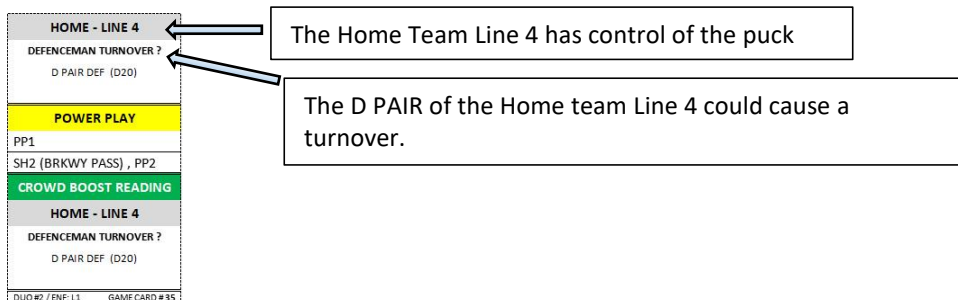 HOME - LINE 4
DEFENCEMAN TURNOVER ?
D PAIR DEF (D20)
POWER PLAY
PP1
SH2 (BRKWY PASS) , PP2
CROWD BOOST READING
HOME - LINE 4
DEFENCEMAN TURNOVER ?
D PAIR DEF (D20)
DUO #2 / ENF: L1 GAME CARD # 35
The Home Team Line 4 has control of the puck
The D PAIR of the Home team Line 4 could cause a
turnover.